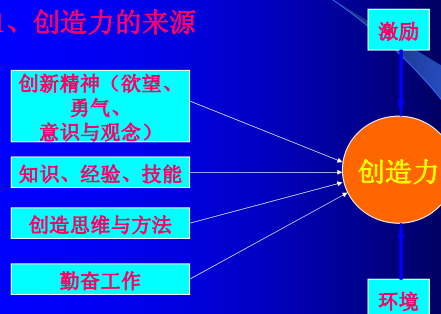 1、创造力的来源
激励
创新精神（欲望、
勇气、
意识与观念）
知识、经验、技能
创造力
创造思维与方法
勤奋工作
环境